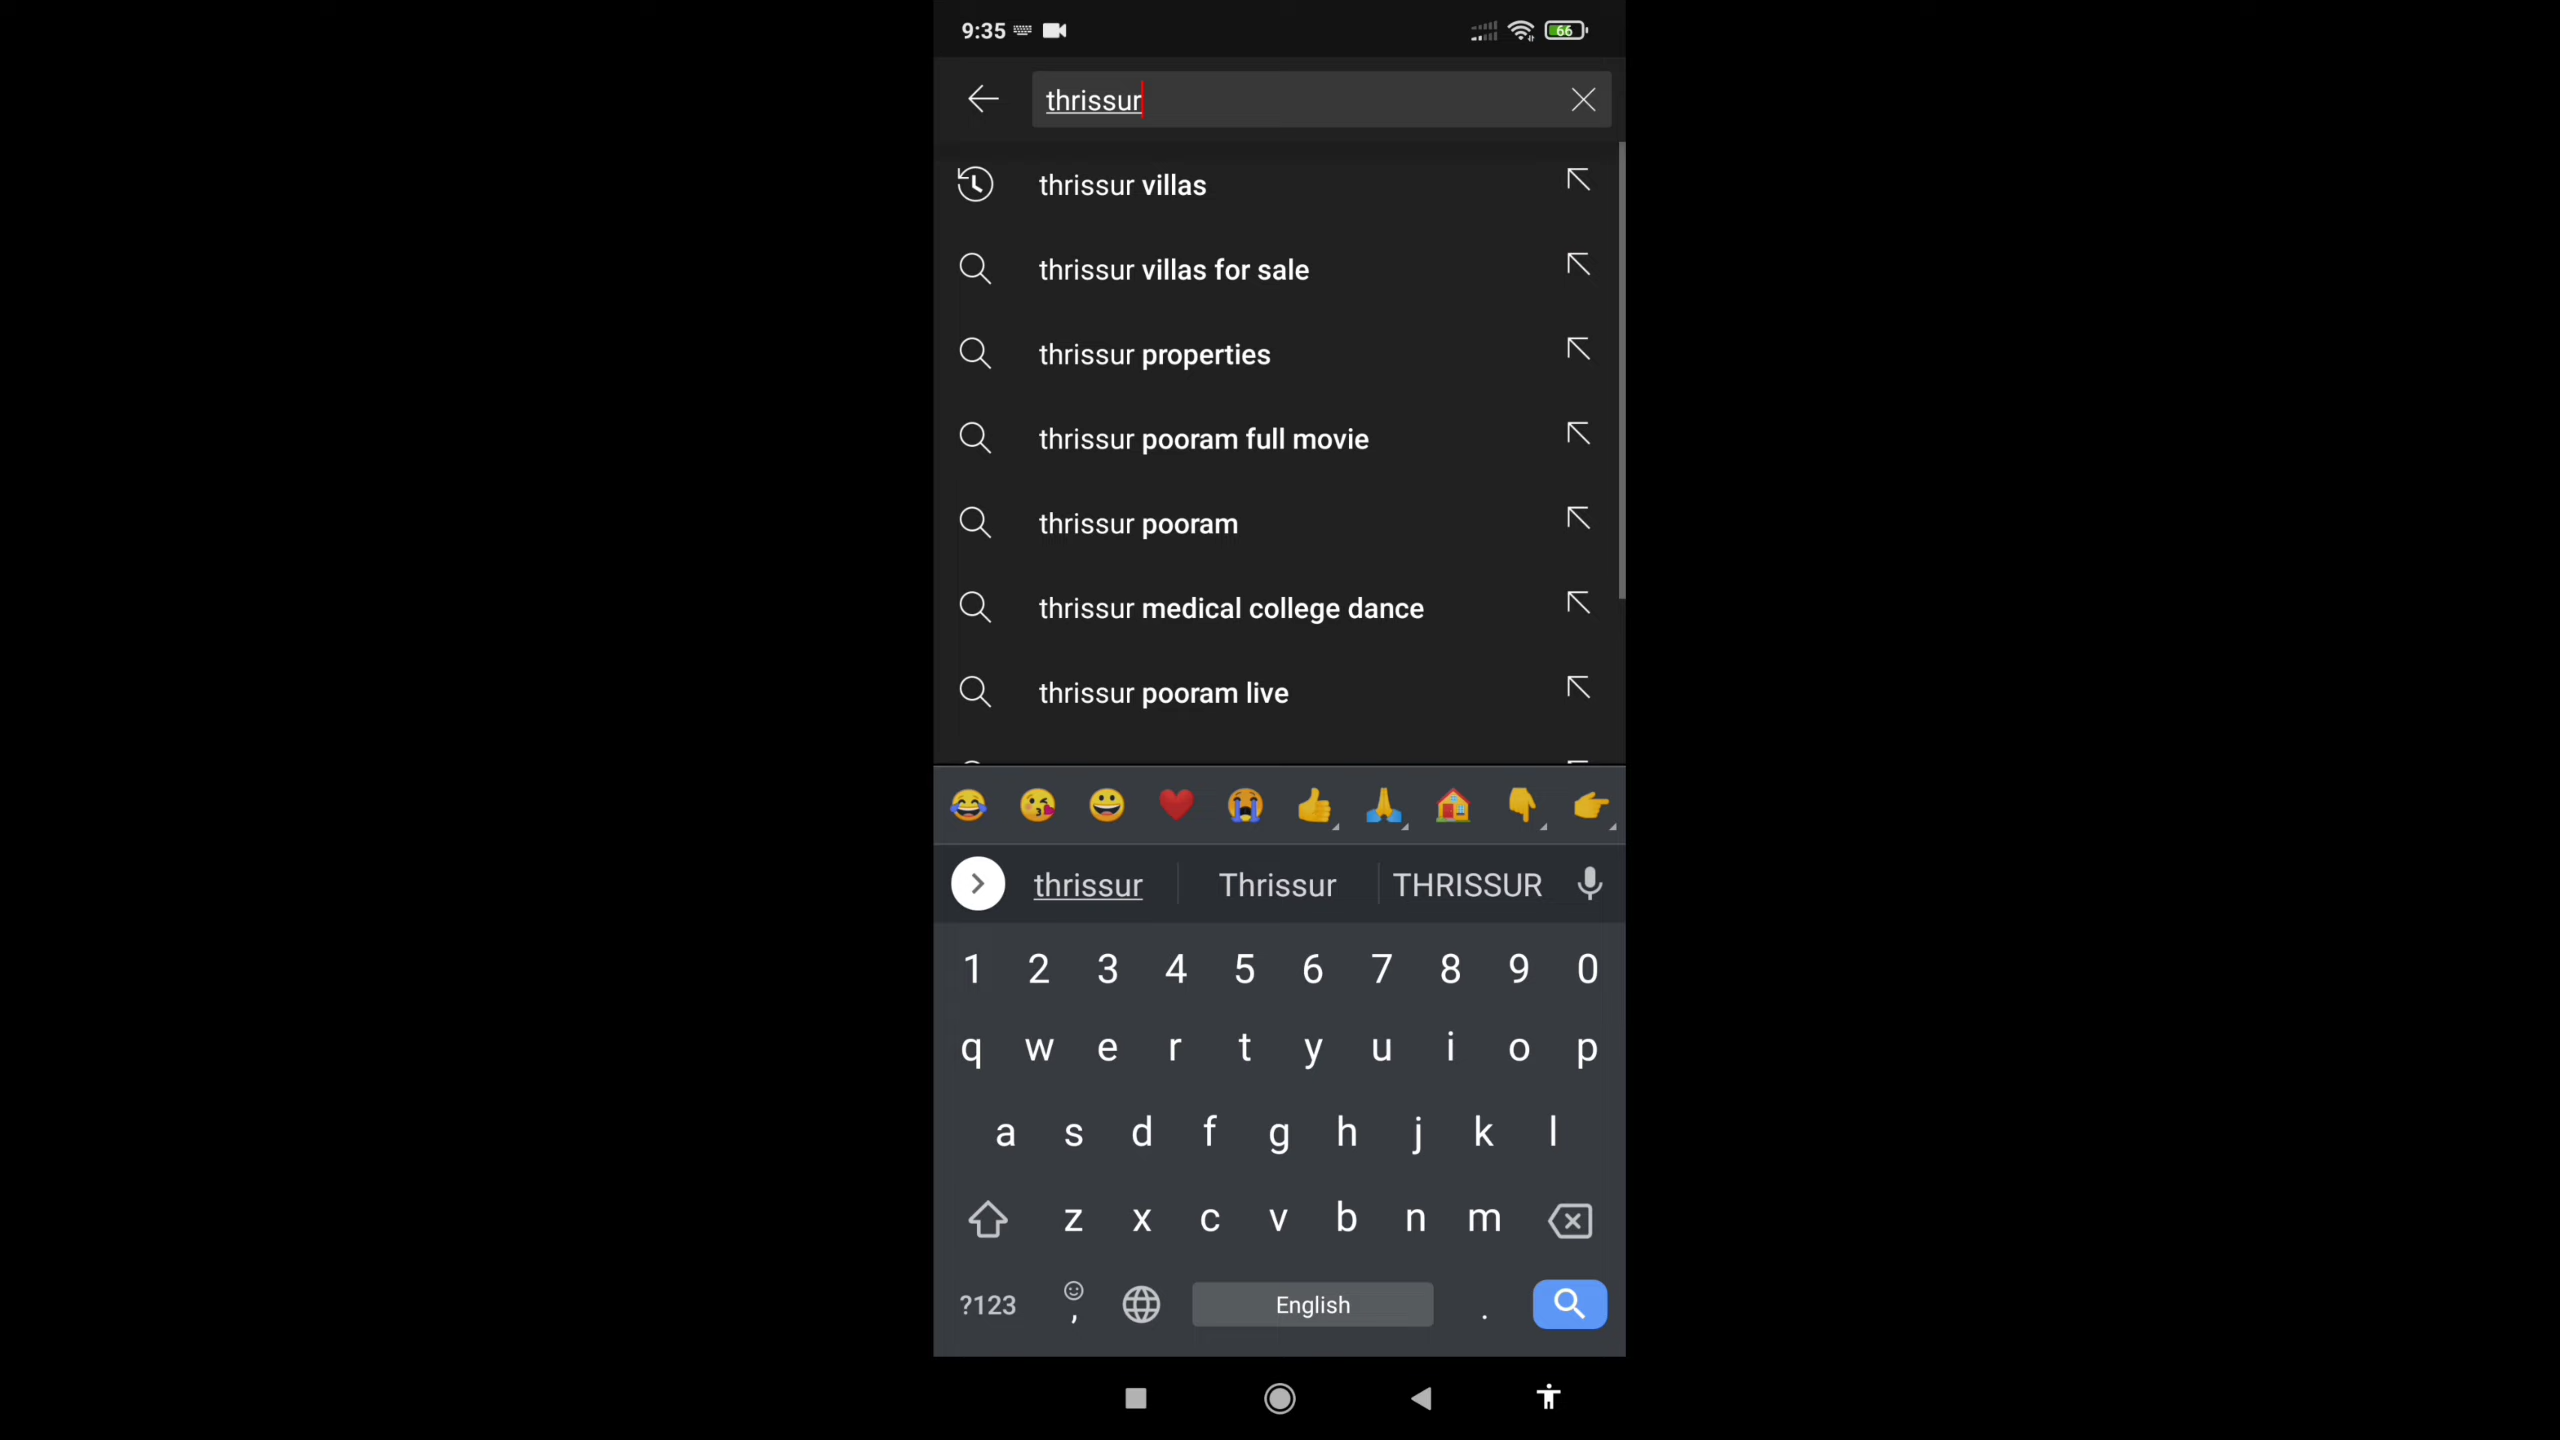 9:35
66
thrissur
thrissur villas
thrissur villas for sale
thrissur properties
thrissur pooram full movie
thrissur pooram
thrissur medical college dance
thrissur pooram live
thrissur Thrissur THRISSUR
1 2 3 4 5 6 7 8 9 0
q w e r t y u i o p
a s d f g h j k l
z x c v b n m
?123 , English .